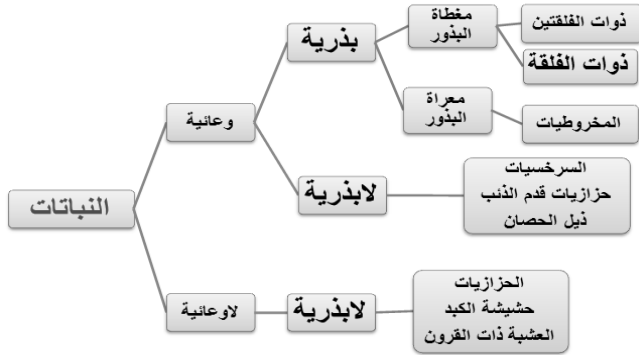 النباتات
وعائية
بذرية
مغطاة
البذور
ذوات الفلقتين
ذوات الفلقة
معراة
البذور
المخروطيات
لابذرية
السرخسيات
حزازيات قدم الذئب
ذيل الحصان
لاوعائية
لابذرية
الحزازيات
حشيشة الكبد
العشبة ذات القرون